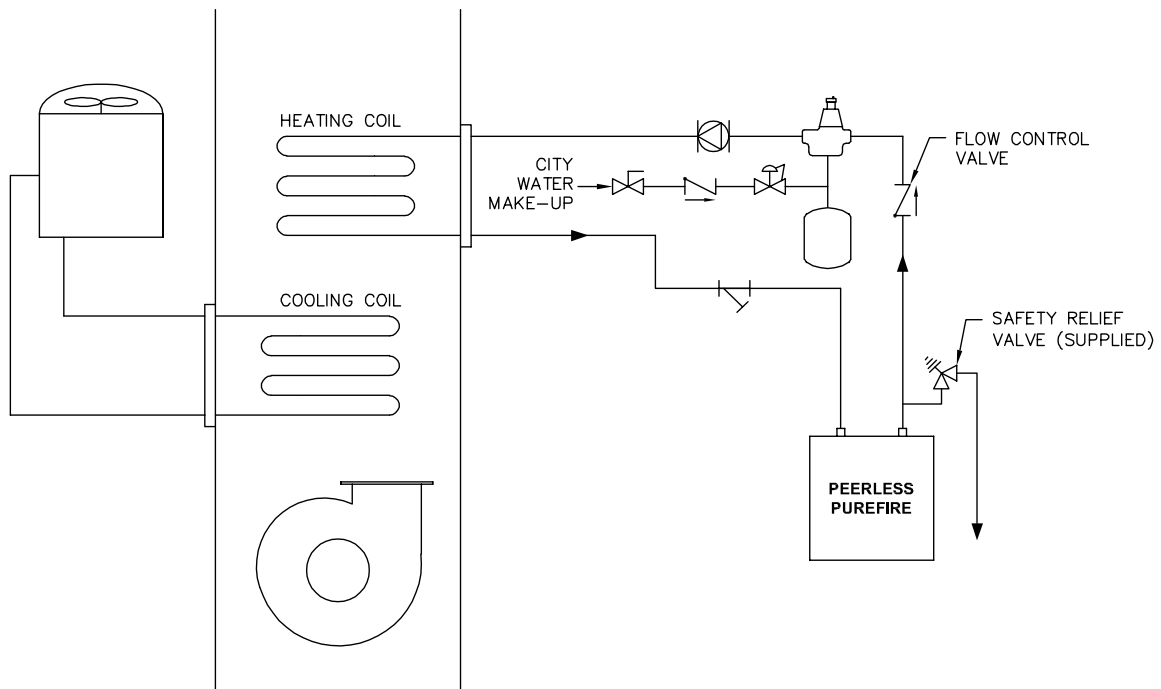 HEATING COIL
CITY
WATER
MAKE-UP
FLOW CONTROL
VALVE
COOLING COIL
SAFETY RELIEF
VALVE (SUPPLIED)
PEERLESS
PUREFIRE